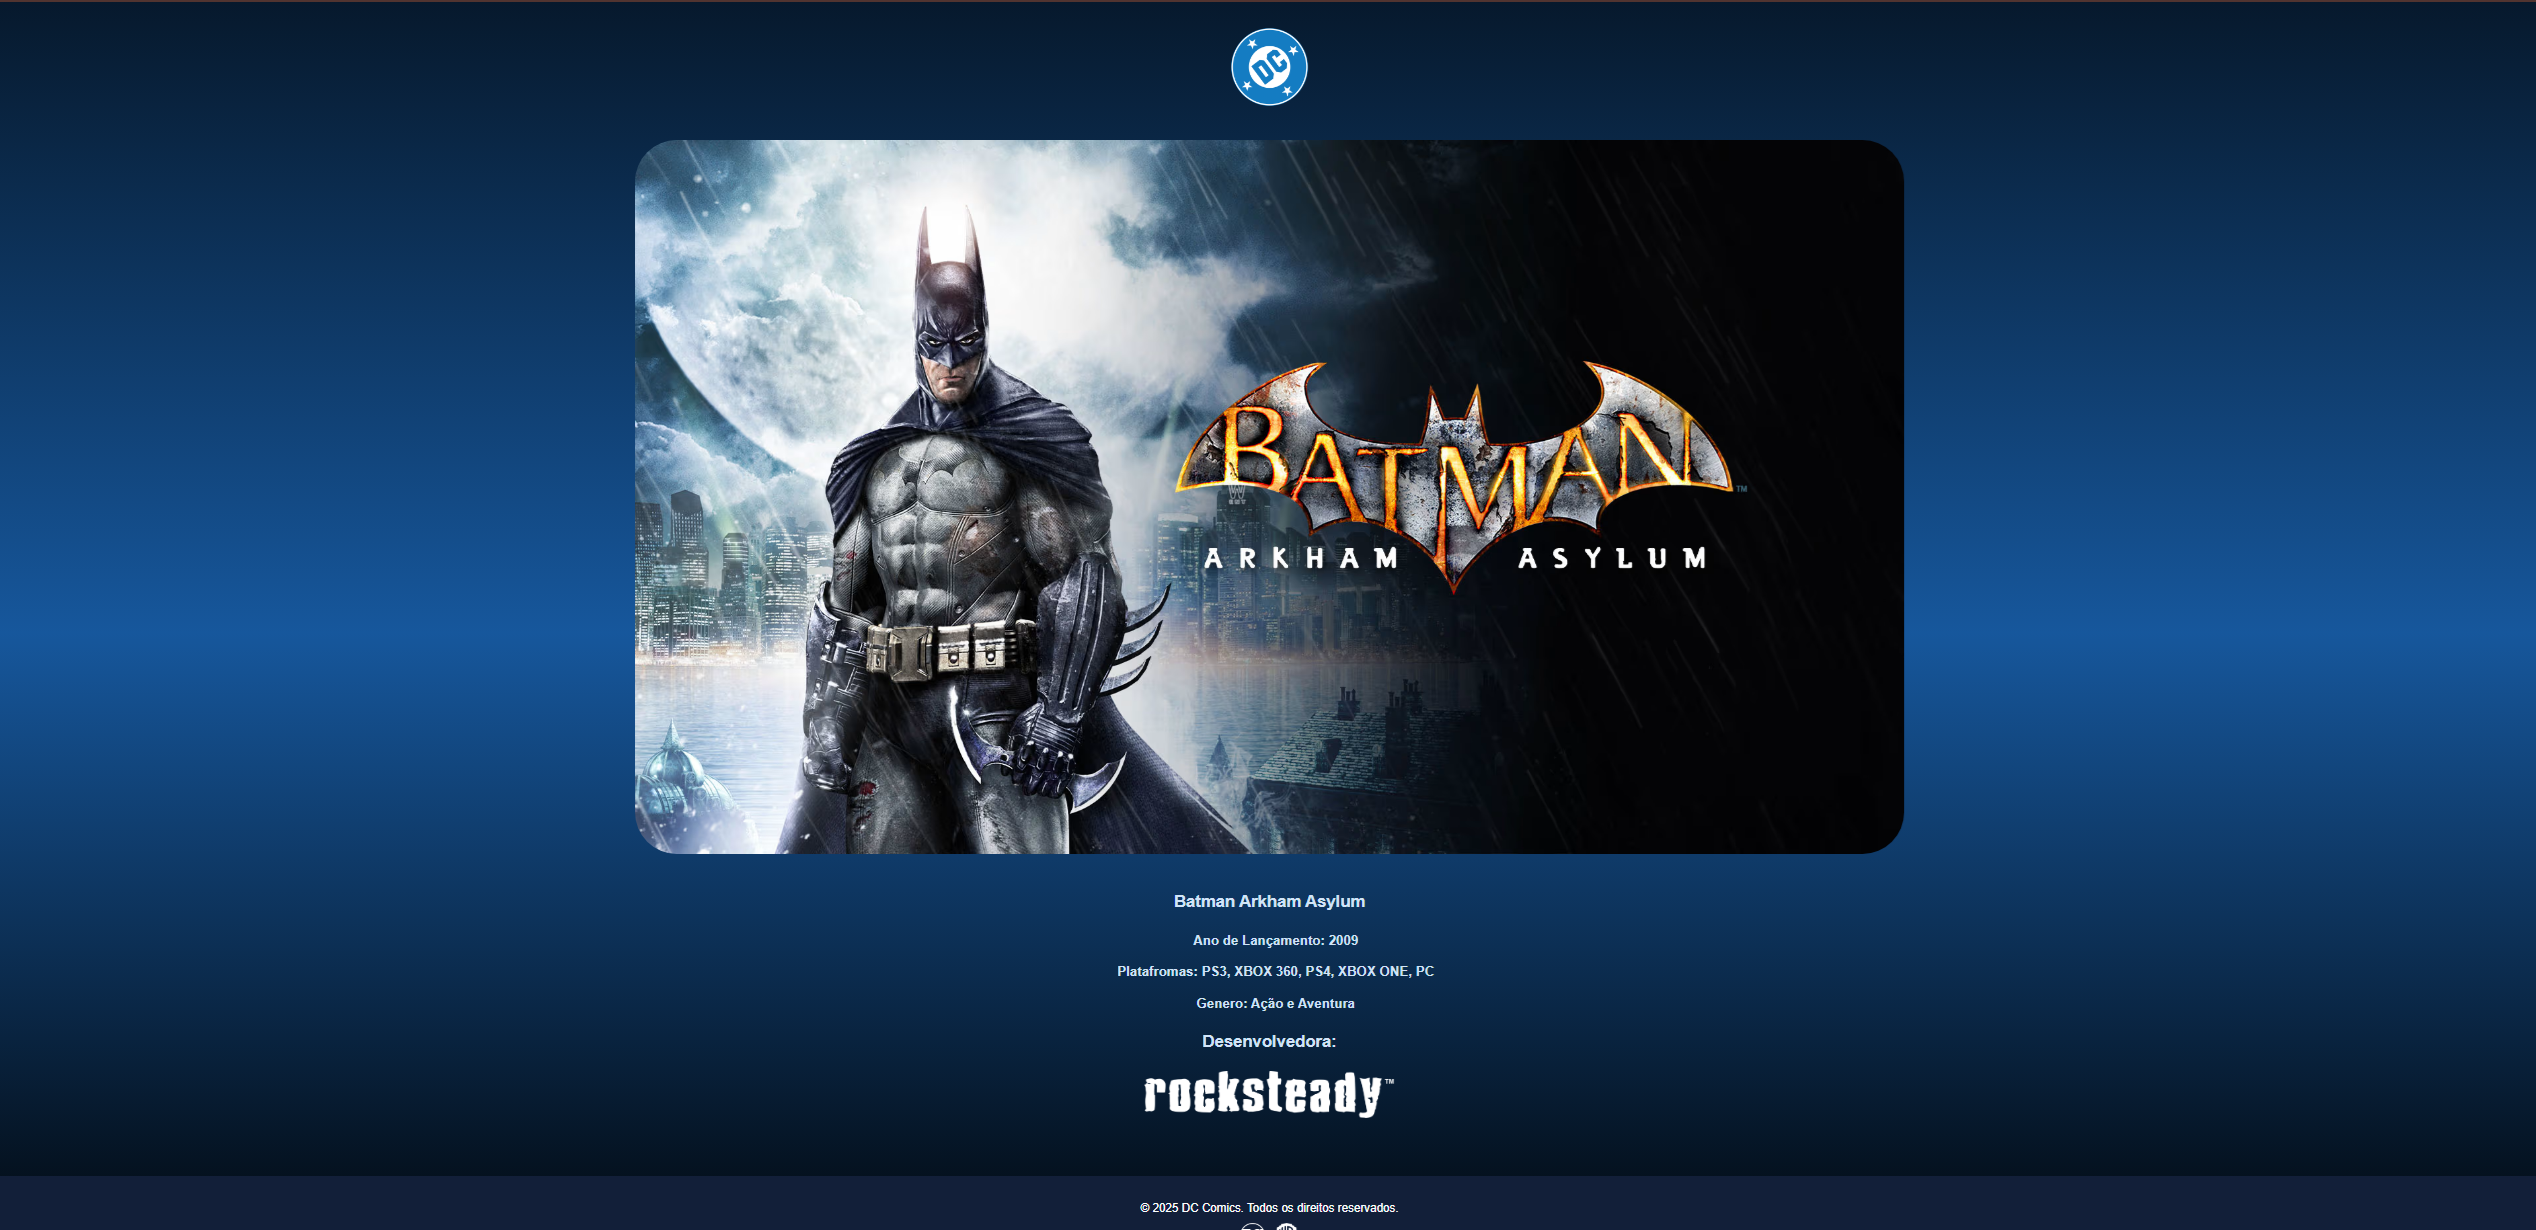 DC
BATMAN™
ARKHAM ASYLUM
Batman Arkham Asylum
Ano de Lançamento: 2009
Platafromas: PS3, XBOX 360, PS4, XBOX ONE, PC
Genero: Ação e Aventura
Desenvolvedora:
rocksteady™
© 2025 DC Comics. Todos os direitos reservados.